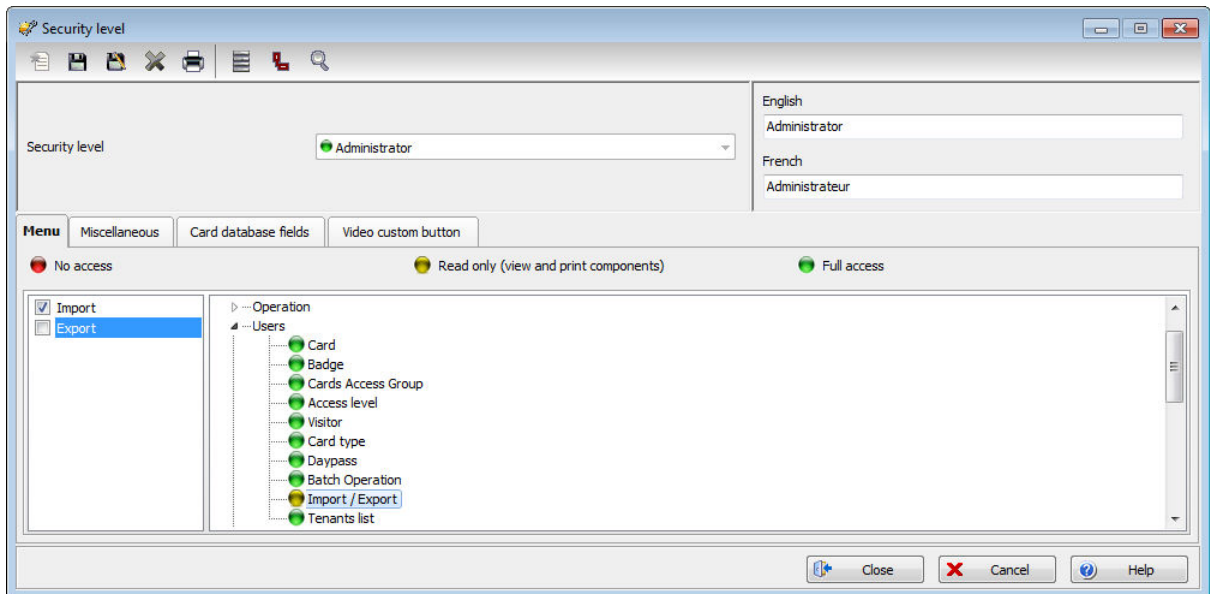 Security level
English
Administrator
Security level
Administrator
French
Administrateur
Menu Miscellaneous Card database fields Video custom button
No access Read only (view and print components) Full access
Import
Export
Operation
Users
Card
Badge
Cards Access Group
Access level
Visitor
Card type
Daypass
Batch Operation
Import / Export
Tenants list
Close Cancel Help